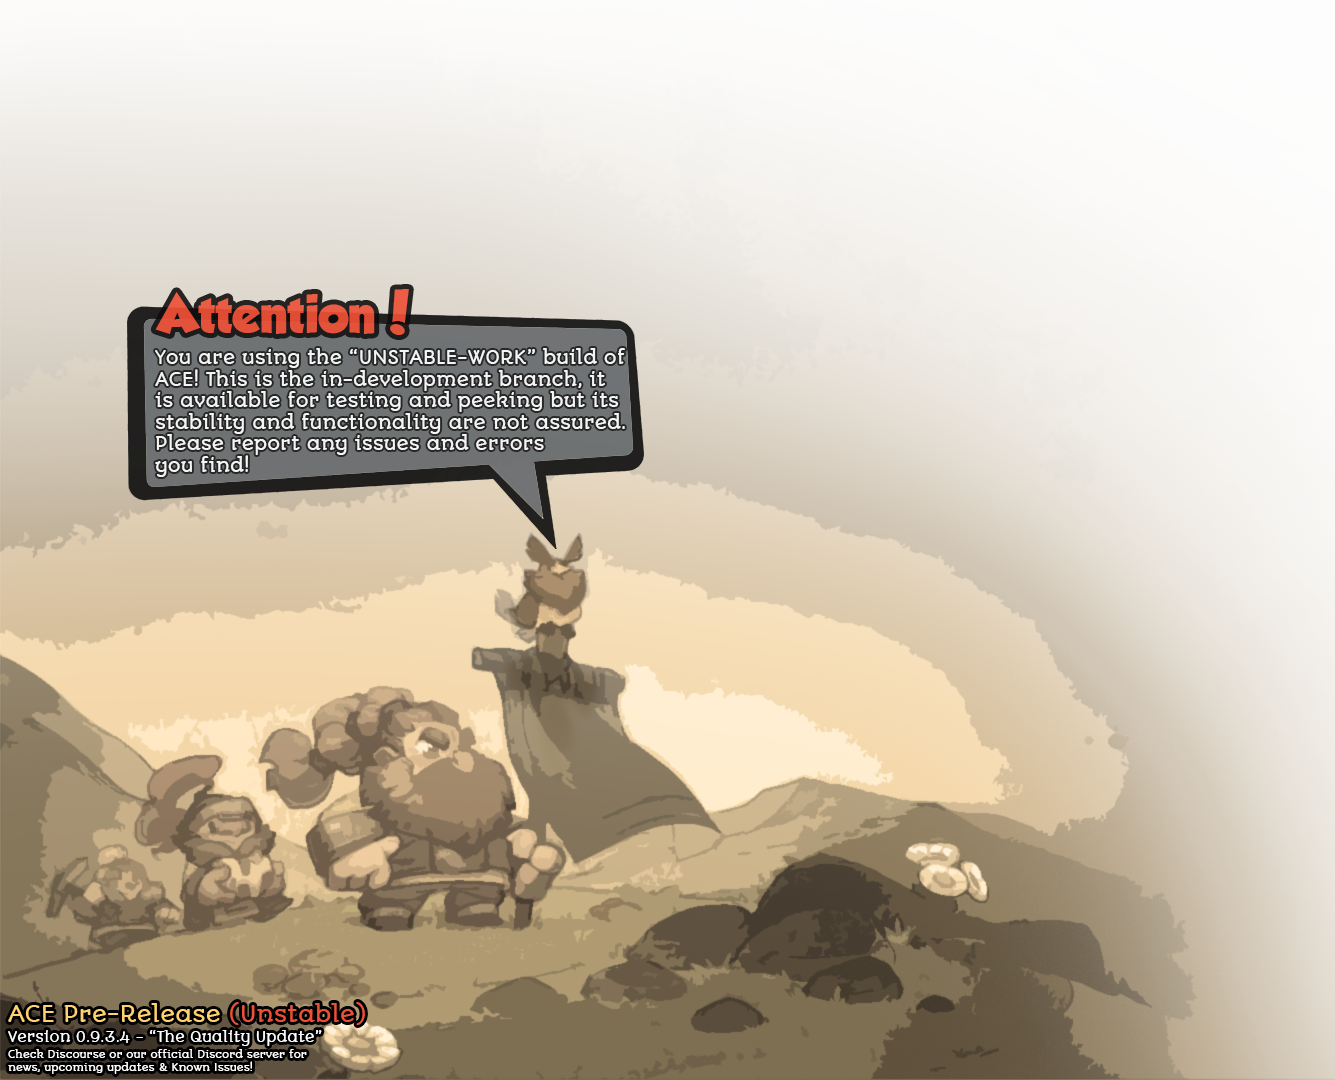 Attention!
You are using the “UNSTABLE-WORK” build of
ACE! This is the in-development branch, it
is available for testing and peeking but its
stability and functionality are not assured.
Please report any issues and errors
you find!
ACE Pre-Release (Unstable)
Version 0.9.3.4 - “The Quality Update”
Check Discourse or our official Discord server for
news, upcoming updates & Known Issues!